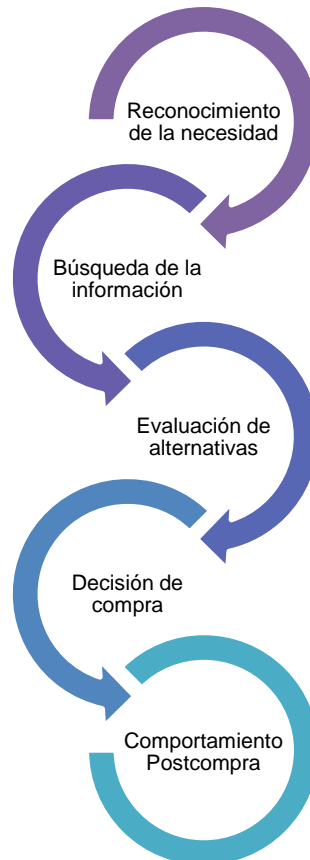 Reconocimiento
de la necesidad
Búsqueda de la
información
Evaluación de
alternativas
Decisión de
compra
Comportamiento
Postcompra